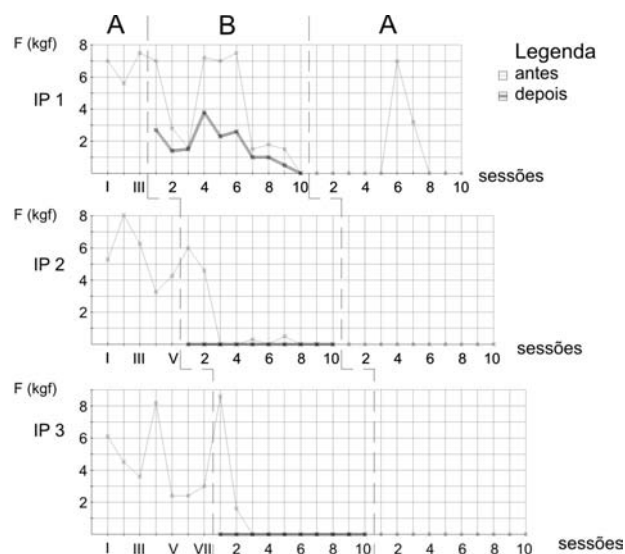 A B A
F (kgf)
Legenda
antes
depois
IP 1
8
6
4
2
I III 2 4 6 8 10 2 4 6 8 10 sessões
F (kgf)
IP 2
8
6
4
2
I III V 2 4 6 8 10 2 4 6 8 10 sessões
F (kgf)
IP 3
8
6
4
2
I III V VII 2 4 6 8 10 2 4 6 8 10 sessões